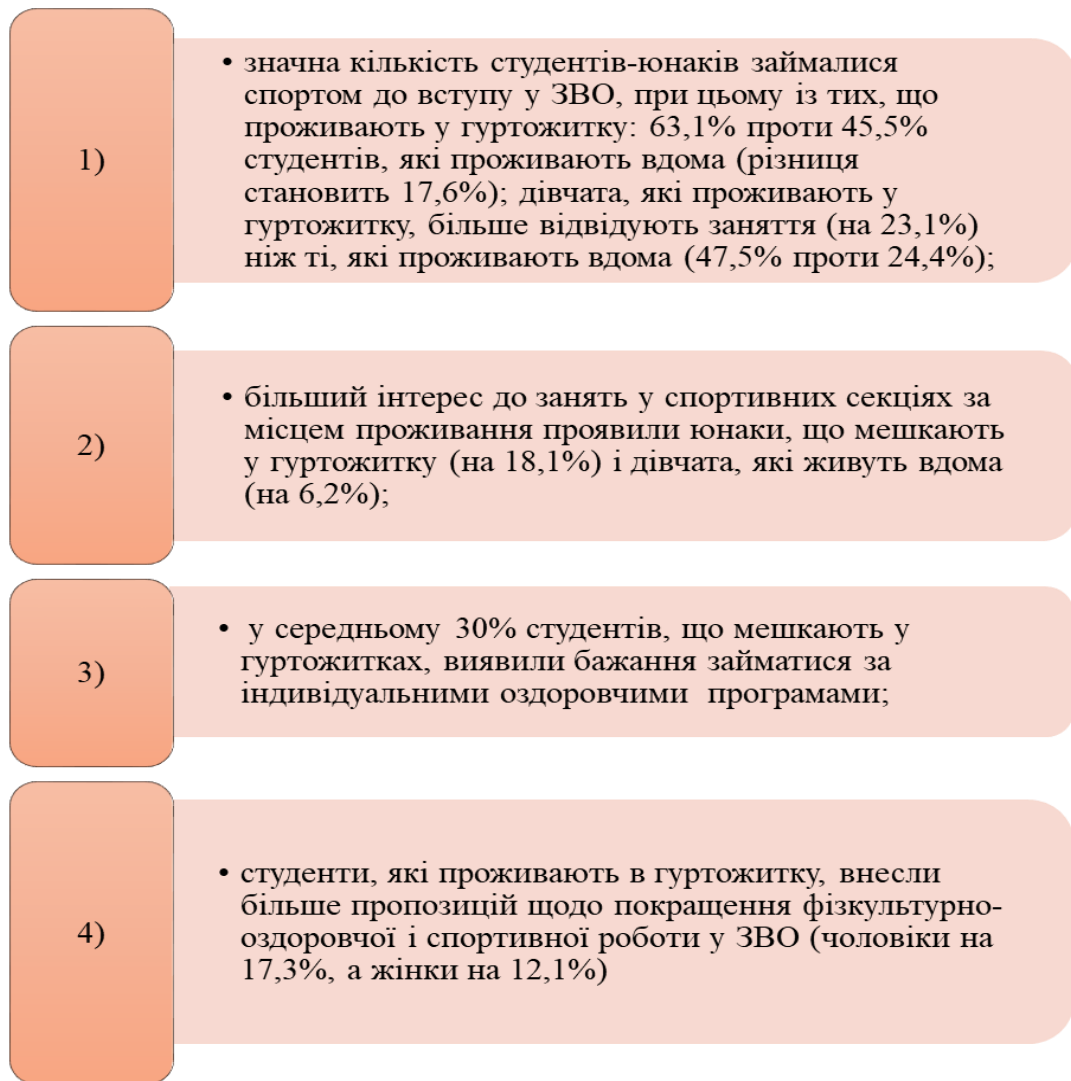 1)
• значна кількість студентів-юнаків займалися
спортом до вступу у ЗВО, при цьому із тих, що
проживають у гуртожитку: 63,1% проти 45,5%
студентів, які проживають вдома (різниця
становить 17,6%); дівчата, які проживають у
гуртожитку, більше відвідують заняття (на 23,1%)
ніж ті, які проживають вдома (47,5% проти 24,4%);
2)
• більший інтерес до занять у спортивних секціях за
місцем проживання проявили юнаки, що мешкають
у гуртожитку (на 18,1%) і дівчата, які живуть вдома
(на 6,2%);
3)
• у середньому 30% студентів, що мешкають у
гуртожитках, виявили бажання займатися за
індивідуальними оздоровчими програмами;
4)
• студенти, які проживають в гуртожитку, внесли
більше пропозицій щодо покращення фізкультурно-
оздоровчої і спортивної роботи у ЗВО (чоловіки на
17,3%, а жінки на 12,1%)